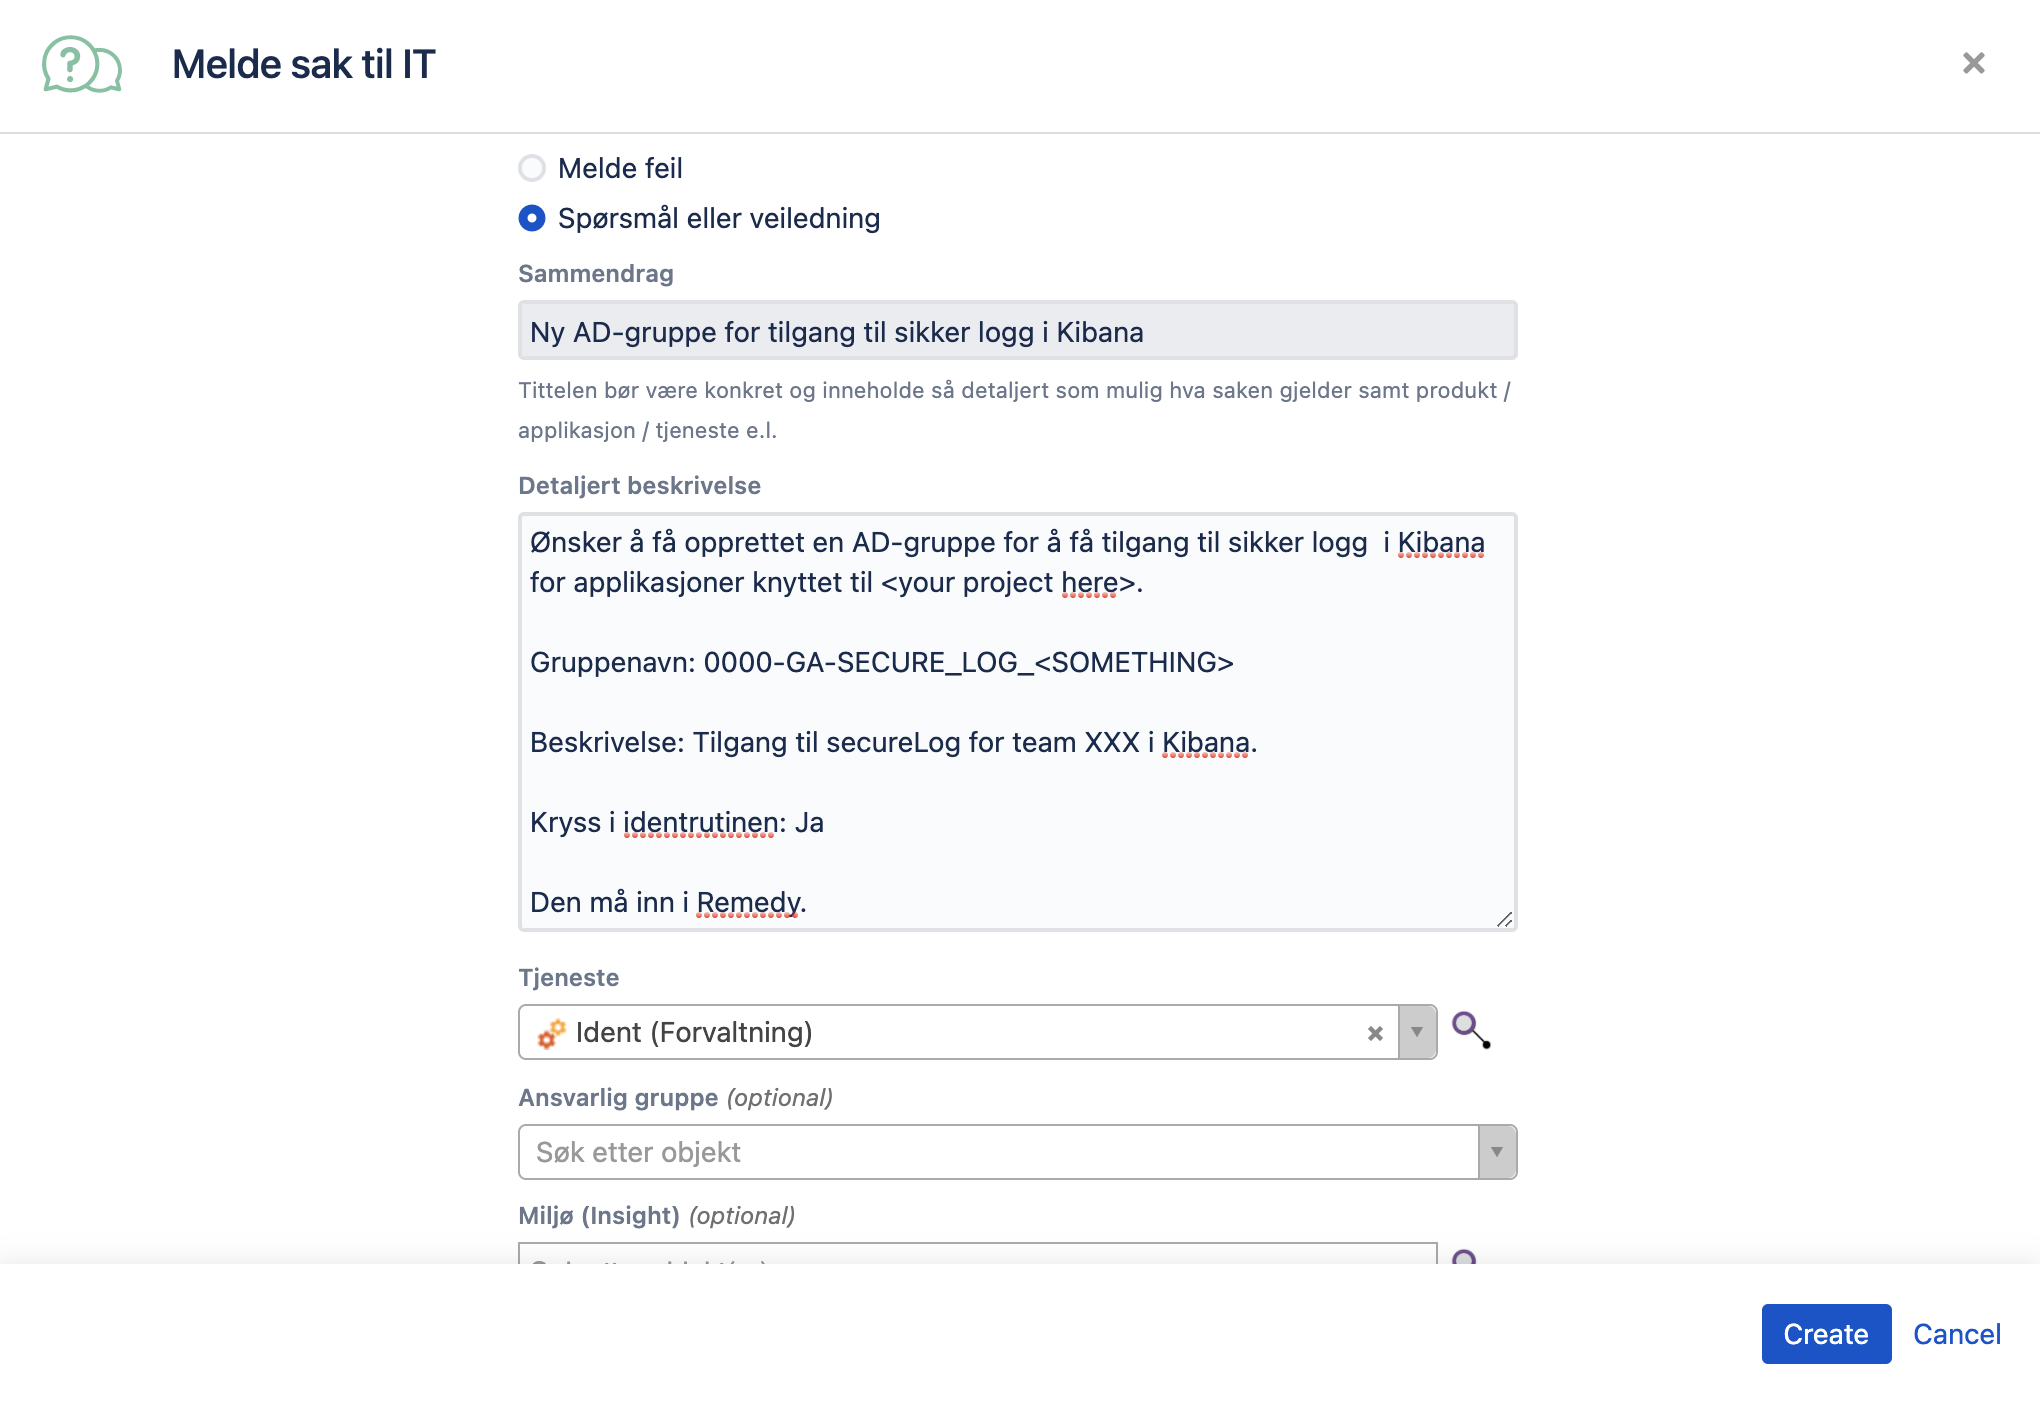 Melde sak til IT
Melde feil
Spørsmål eller veiledning
Sammendrag
Ny AD-gruppe for tilgang til sikker logg i Kibana
Tittelen bør være konkret og inneholde så detaljert som mulig hva saken gjelder samt produkt /
applikasjon / tjeneste e.l.
Detaljert beskrivelse
Ønsker å få opprettet en AD-gruppe for å få tilgang til sikker logg  i Kibana
for applikasjoner knyttet til <your project here>.
Gruppenavn: 0000-GA-SECURE_LOG_<SOMETHING>
Beskrivelse: Tilgang til secureLog for team XXX i Kibana.
Kryss i identrutinen: Ja
Den må inn i Remedy.
Tjeneste
Ident (Forvaltning)
Ansvarlig gruppe (optional)
Søk etter objekt
Miljø (Insight) (optional)
Create
Cancel